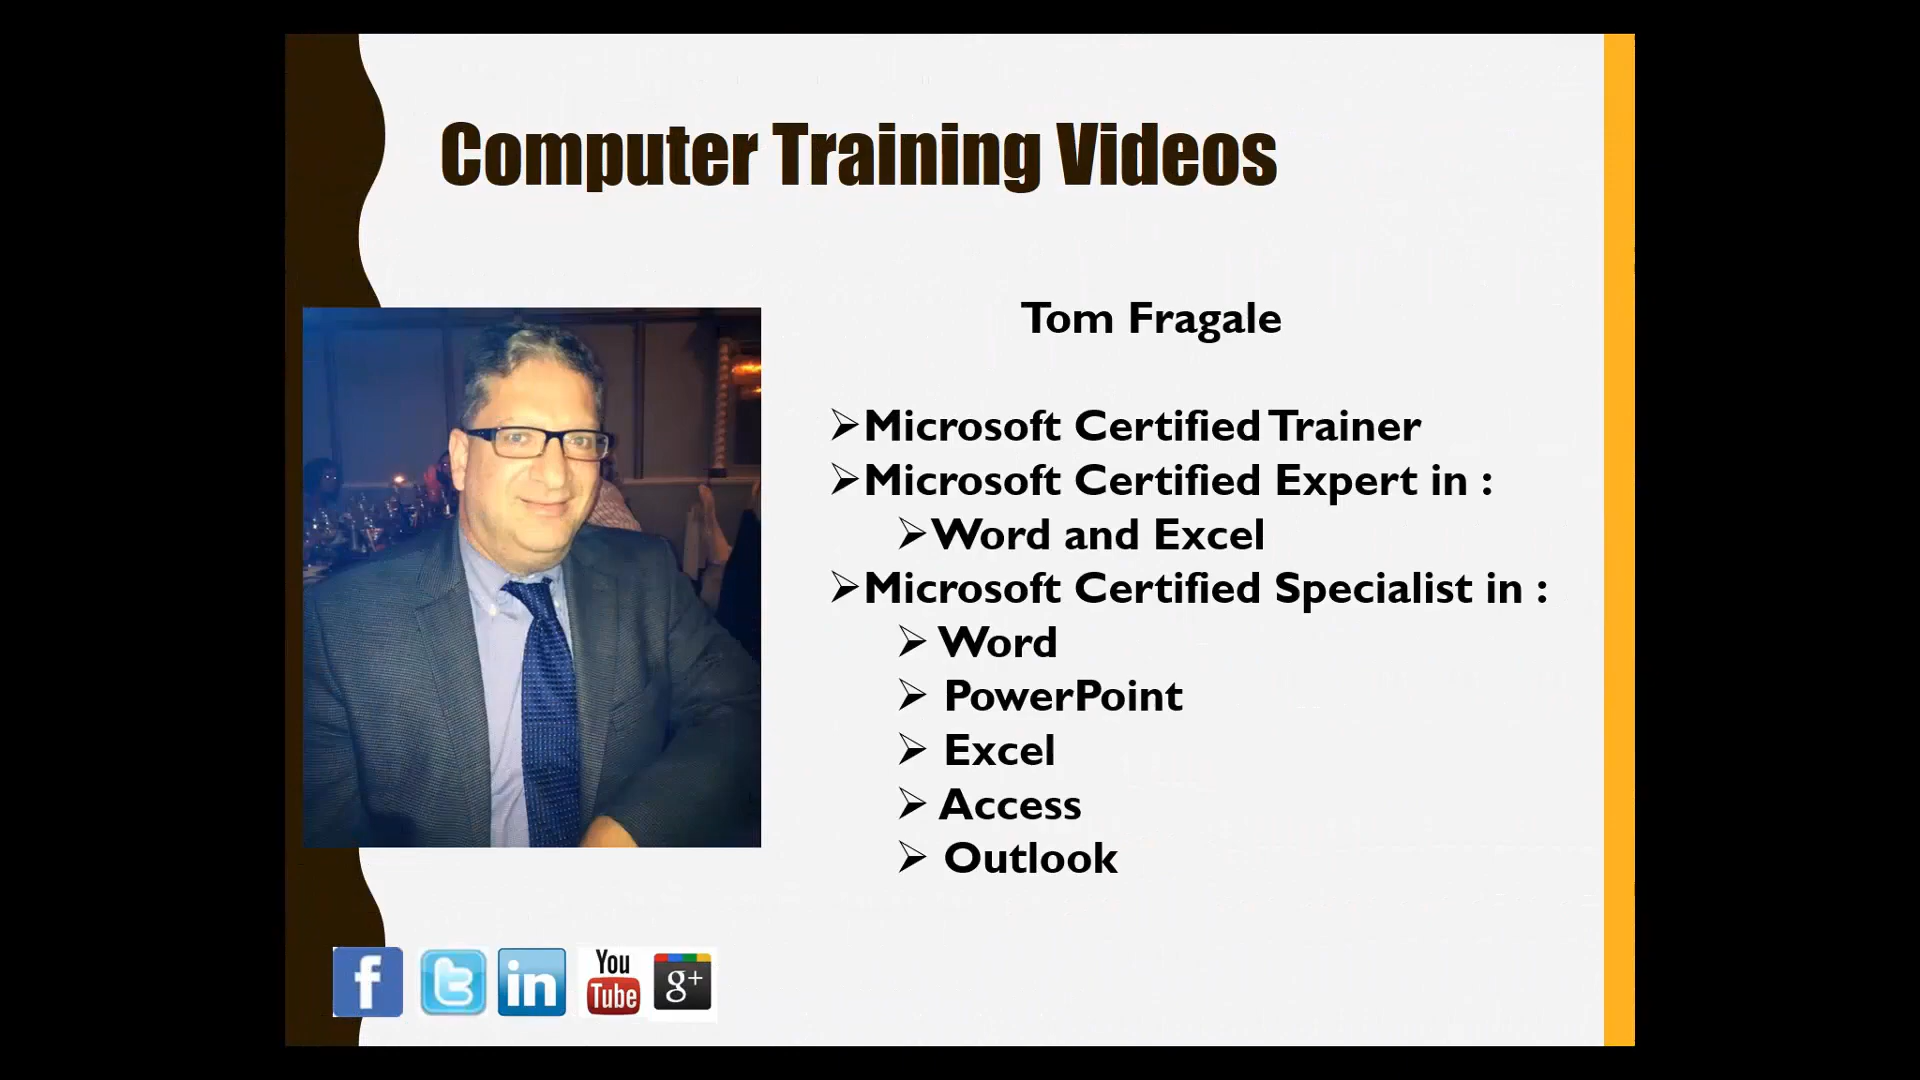 Computer Training Videos
Tom Fragale
➢Microsoft Certified Trainer
➢Microsoft Certified Expert in :
➢Word and Excel
➢Microsoft Certified Specialist in :
➢ Word
➢ PowerPoint
➢ Excel
➢ Access
➢ Outlook
f t in You Tube g+